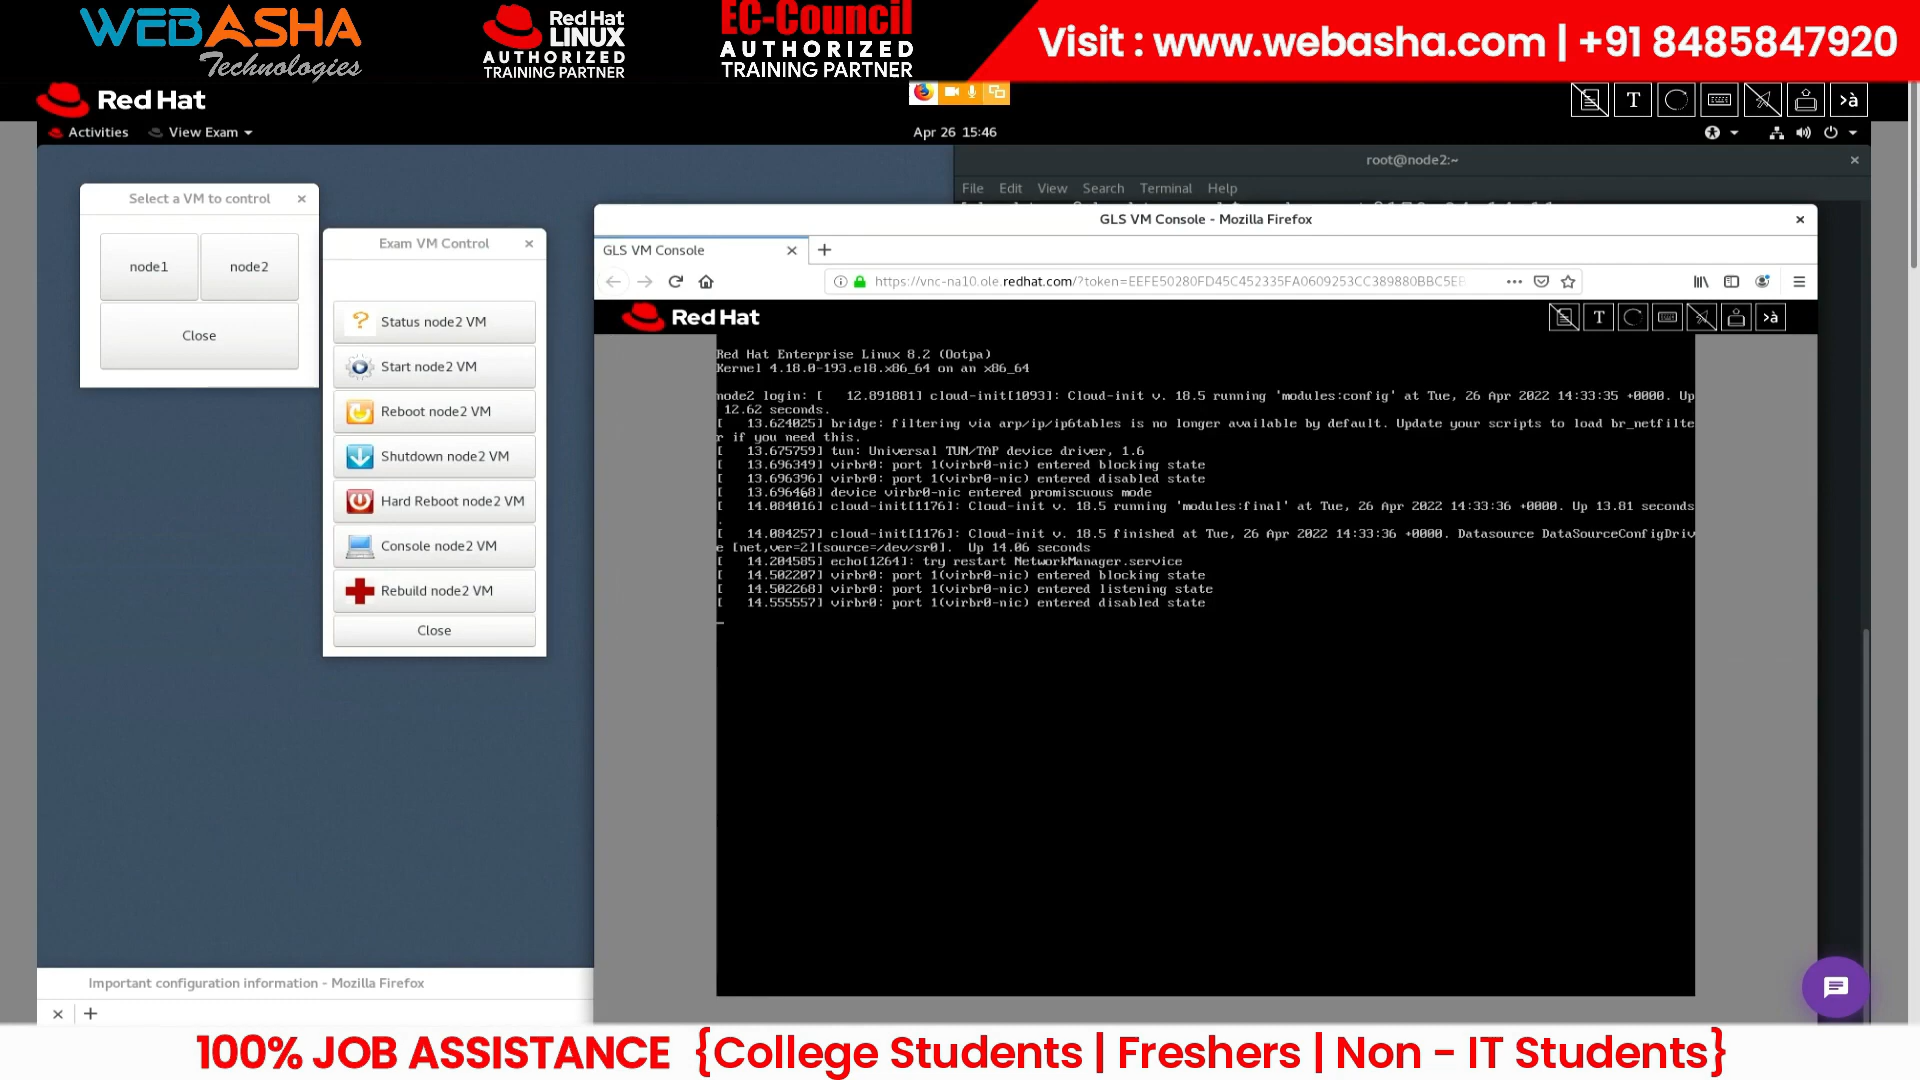 WEBASHA
Technologies
Red Hat
LINUX
AUTHORIZED
TRAINING PARTNER
EC-Council
AUTHORIZED
TRAINING PARTNER
Visit : www.webasha.com | +91 8485847920
Red Hat
T
>à
Activities
View Exam
Apr 26 15:46
root@node2:~
File Edit View Search Terminal Help
Select a VM to control
node1
node2
Close
Exam VM Control
Status node2 VM
Start node2 VM
Reboot node2 VM
Shutdown node2 VM
Hard Reboot node2 VM
Console node2 VM
Rebuild node2 VM
Close
GLS VM Console - Mozilla Firefox
GLS VM Console
https://vnc-na10.ole.redhat.com/?token=EEFE50280FD45C452335FA0609253CC389880BBC5EE
Red Hat
T
>à
Red Hat Enterprise Linux 8.2 (Ootpa)
Kernel 4.18.0-193.el8.x86_64 on an x86_64
node2 login: [   12.891881] cloud-init[1093]: Cloud-init v. 18.5 running 'modules:config' at Tue, 26 Apr 2022 14:33:35 +0000. Up
12.62 seconds.
[   13.624025] bridge: filtering via arp/ip/ip6tables is no longer available by default. Update your scripts to load br_netfilte
r if you need this.
[   13.675759] tun: Universal TUN/TAP device driver, 1.6
[   13.696349] virbr0: port 1(virbr0-nic) entered blocking state
[   13.696396] virbr0: port 1(virbr0-nic) entered disabled state
[   13.696468] device virbr0-nic entered promiscuous mode
[   14.084016] cloud-init[1176]: Cloud-init v. 18.5 running 'modules:final' at Tue, 26 Apr 2022 14:33:36 +0000. Up 13.81 seconds
.
[   14.084257] cloud-init[1176]: Cloud-init v. 18.5 finished at Tue, 26 Apr 2022 14:33:36 +0000. Datasource DataSourceConfigDriv
e [net,ver=2][source=/dev/sr0].  Up 14.06 seconds
[   14.204585] echo[1264]: try restart NetworkManager.service
[   14.502207] virbr0: port 1(virbr0-nic) entered blocking state
[   14.502268] virbr0: port 1(virbr0-nic) entered listening state
[   14.555557] virbr0: port 1(virbr0-nic) entered disabled state
Important configuration information - Mozilla Firefox
100% JOB ASSISTANCE {College Students | Freshers | Non - IT Students}